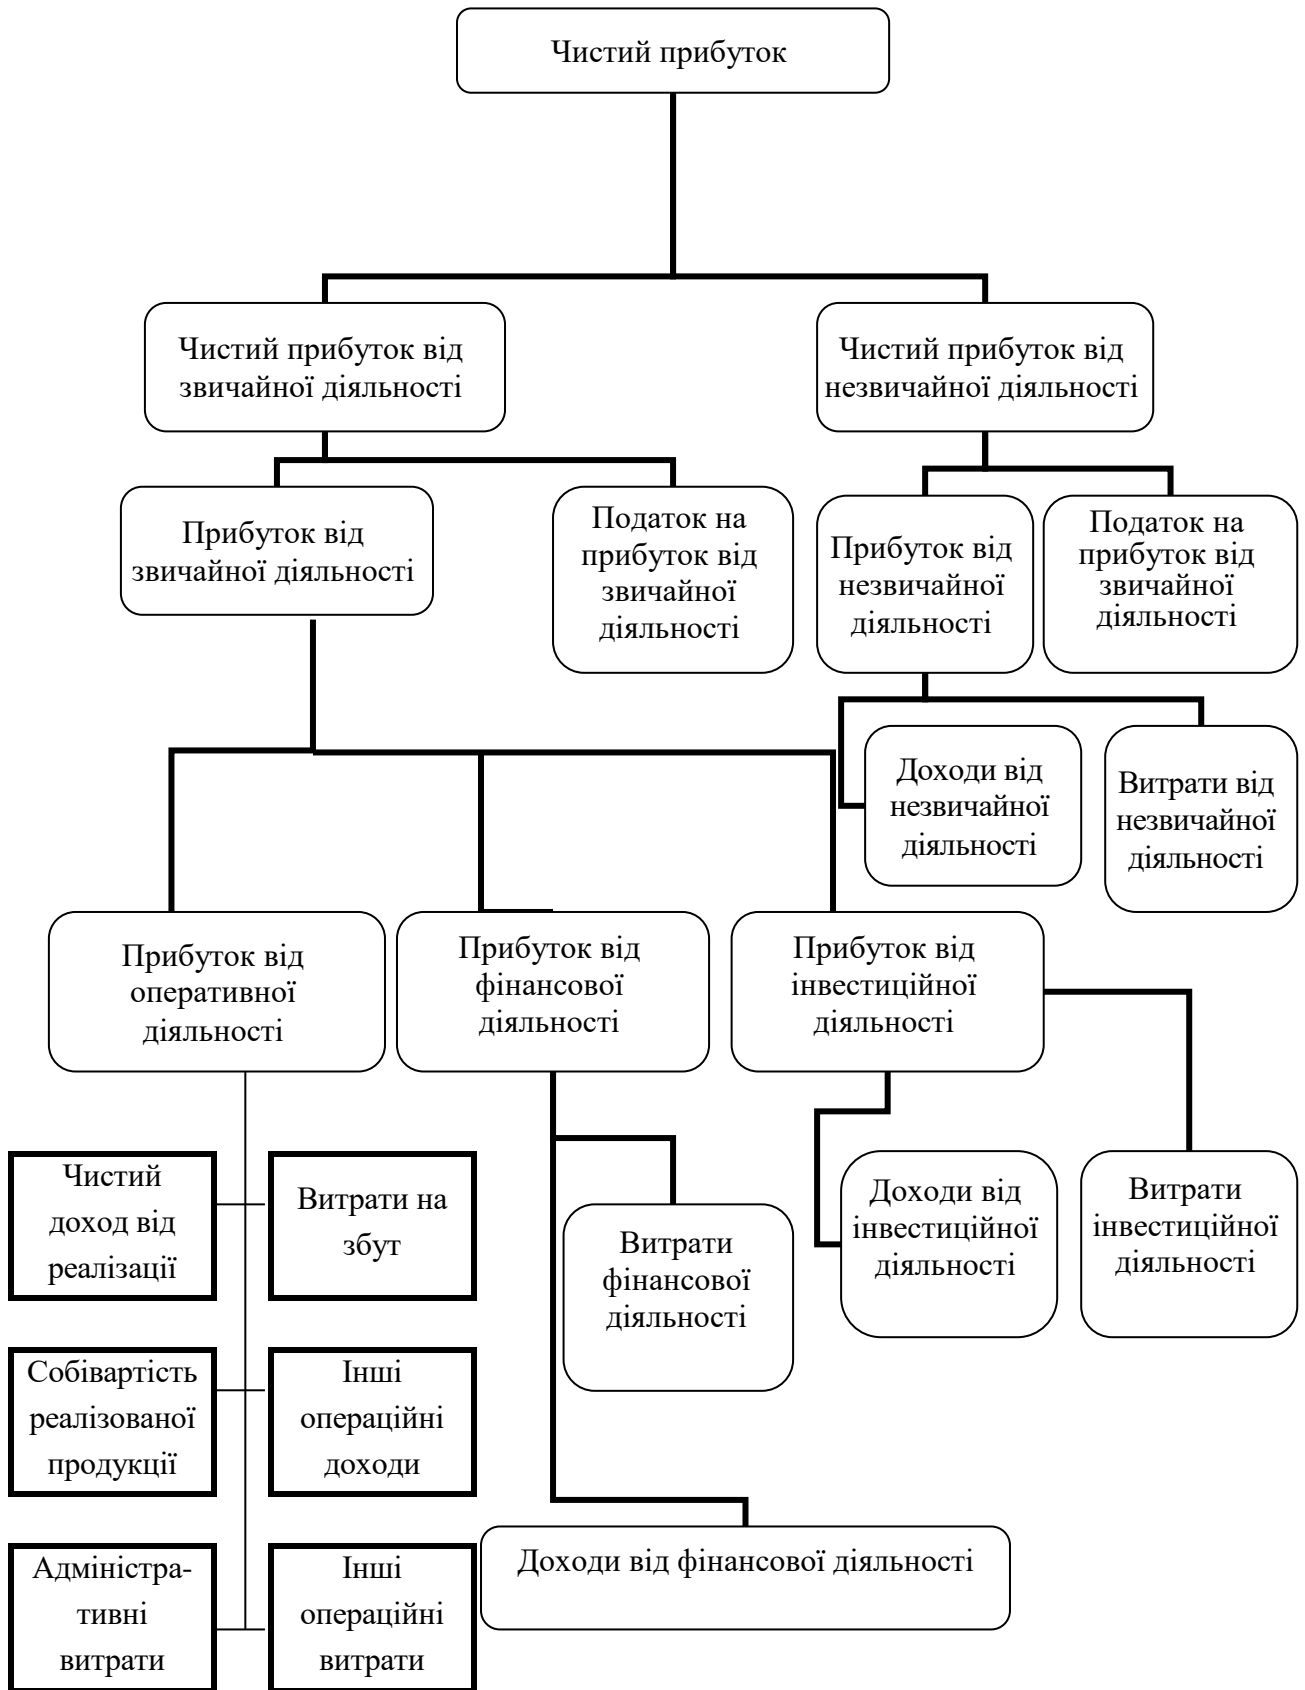 Чистий прибуток
Чистий прибуток від
звичайної діяльності
Чистий прибуток від
незвичайної діяльності
Прибуток від
звичайної діяльності
Податок на
прибуток від
звичайної
діяльності
Прибуток від
незвичайної
діяльності
Податок на
прибуток від
звичайної
діяльності
Доходи від
незвичайної
діяльності
Витрати від
незвичайної
діяльності
Прибуток від
оперативної
діяльності
Прибуток від
фінансової
діяльності
Прибуток від
інвестиційної
діяльності
Чистий
доход від
реалізації
Витрати на
збут
Витрати
фінансової
діяльності
Доходи від
інвестиційної
діяльності
Витрати
інвестиційної
діяльності
Собівартість
реалізованої
продукції
Інші
операційні
доходи
Адміністра-
тивні
витрати
Інші
операційні
витрати
Доходи від фінансової діяльності